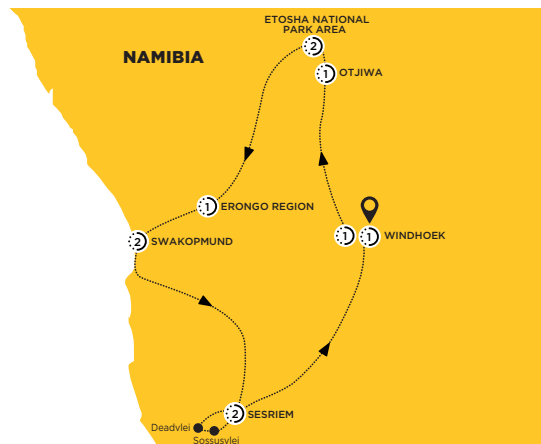 ETOSHA NATIONAL
PARK AREA
NAMIBIA
2
1 OTJIWA
1 ERONGO REGION
2 SWAKOPMUND
1 1 WINDHOEK
2 SESRIEM
Deadvlei
Sossusvlei